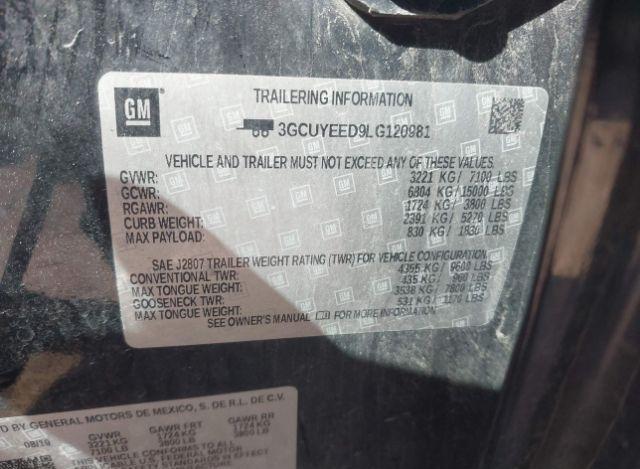 GM
TRAILERING INFORMATION
3GCUYEED9LG120981
VEHICLE AND TRAILER MUST NOT EXCEED ANY OF THESE VALUES
GVWR: 3221 KG / 7100 LBS
GCWR: 6804 KG / 15000 LBS
RGAWR: 1724 KG / 3800 LBS
CURB WEIGHT: 2391 KG / 5270 LBS
MAX PAYLOAD: 830 KG / 1830 LBS
SAE J2807 TRAILER WEIGHT RATING (TWR) FOR VEHICLE CONFIGURATION.
CONVENTIONAL TWR: 4355 KG / 9600 LBS
MAX TONGUE WEIGHT: 435 KG / 960 LBS
GOOSENECK TWR: 3538 KG / 7800 LBS
MAX TONGUE WEIGHT: 531 KG / 1170 LBS
SEE OWNER'S MANUAL FOR MORE INFORMATION
D BY GENERAL MOTORS DE MEXICO, S. DE R.L. DE C.V.
08/19 GVWR GAWR FRT GAWR RR
3221 KG 1724 KG 1724 KG
7100 LB 3800 LB 3800 LB